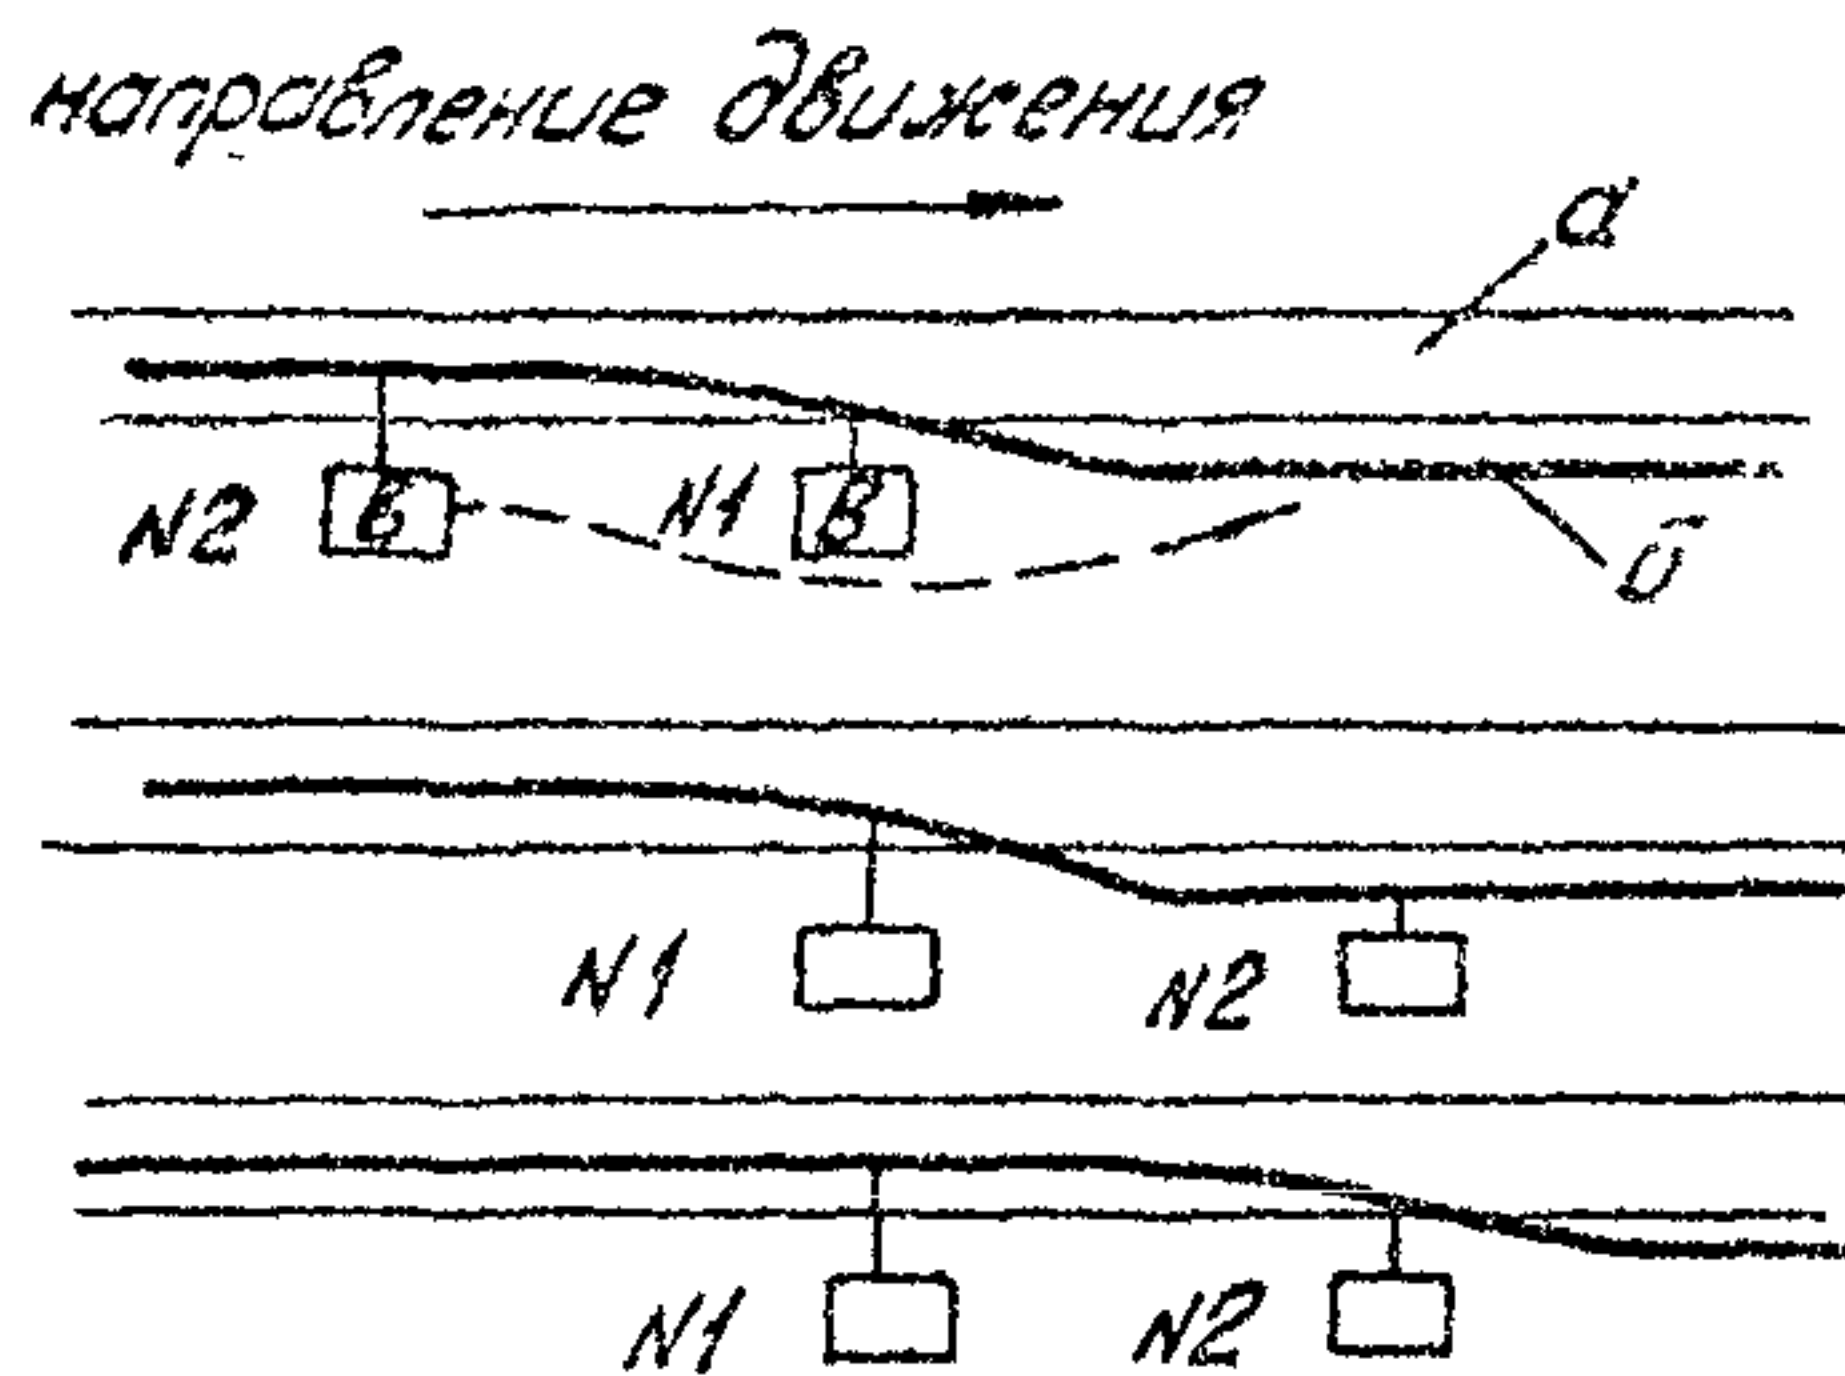 направление движения
а
N2 в N1 в
б
N1 N2
N1 N2